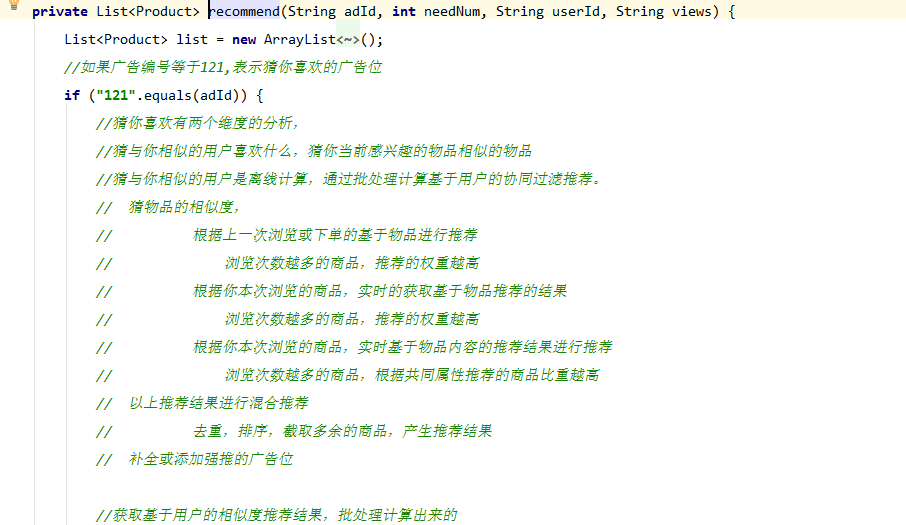 private List<Product> recommend(String adId, int needNum, String userId, String views) {
List<Product> list = new ArrayList<~>();
//如果广告编号等于121,表示猜你喜欢的广告位
if ("121".equals(adId)) {
//猜你喜欢有两个维度的分析，
//猜与你相似的用户喜欢什么，猜你当前感兴趣的物品相似的物品
//猜与你相似的用户是离线计算，通过批处理计算基于用户的协同过滤推荐。
// 猜物品的相似度，
// 根据上一次浏览或下单的基于物品进行推荐
// 浏览次数越多的商品，推荐的权重越高
// 根据你本次浏览的商品，实时的获取基于物品推荐的结果
// 浏览次数越多的商品，推荐的权重越高
// 根据你本次浏览的商品，实时基于物品内容的推荐结果进行推荐
// 浏览次数越多的商品，根据共同属性推荐的商品比重越高
// 以上推荐结果进行混合推荐
// 去重，排序，截取多余的商品，产生推荐结果
// 补全或添加强推的广告位
//获取基于用户的相似度推荐结果，批处理计算出来的